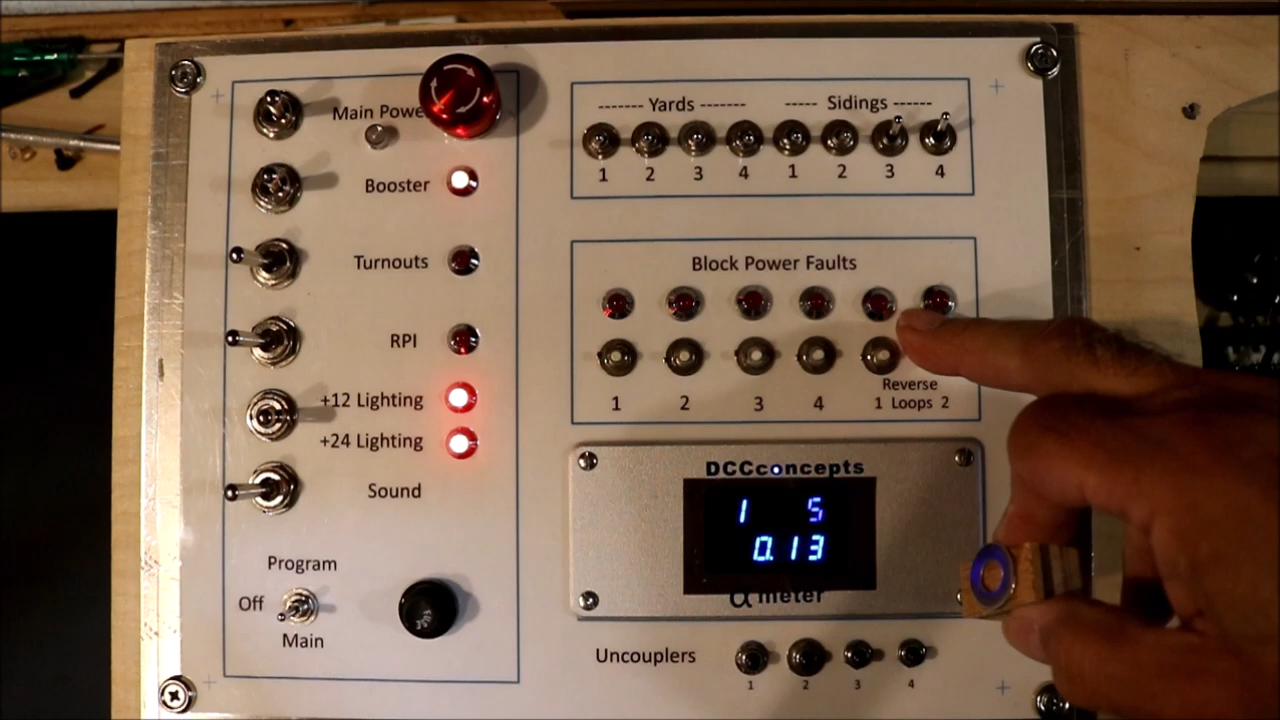 Main Powe
Booster
Turnouts
RPI
+12 Lighting
+24 Lighting
Sound
Program
Off
Main
------- Yards ------- ----- Sidings ------
1 2 3 4 1 2 3 4
Block Power Faults
1 2 3 4
Reverse
1 Loops 2
DCCconcepts
1 5
0.13
α meter
Uncouplers
1 2 3 4